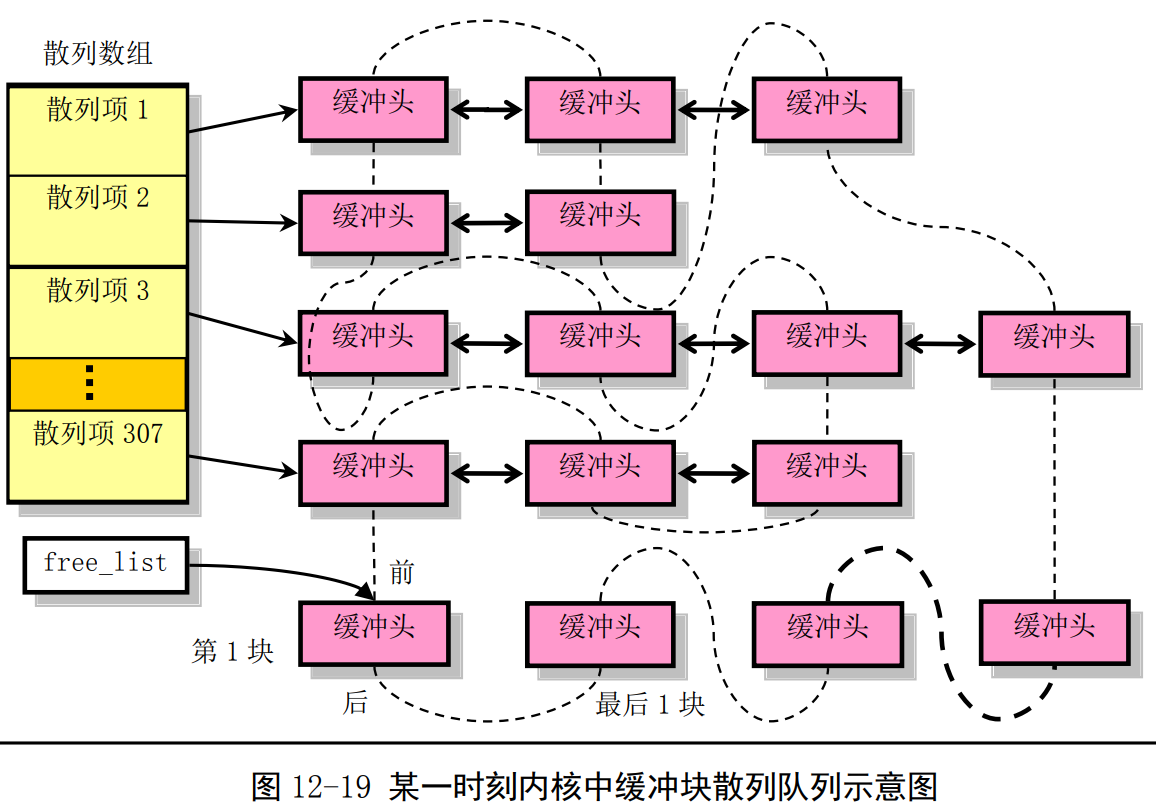 散列数组
散列项 1
缓冲头
缓冲头
缓冲头
散列项 2
缓冲头
缓冲头
散列项 3
缓冲头
缓冲头
缓冲头
缓冲头
散列项 307
缓冲头
缓冲头
缓冲头
free_list
前
缓冲头
缓冲头
缓冲头
缓冲头
第 1 块
后
最后 1 块
图 12-19 某一时刻内核中缓冲块散列队列示意图